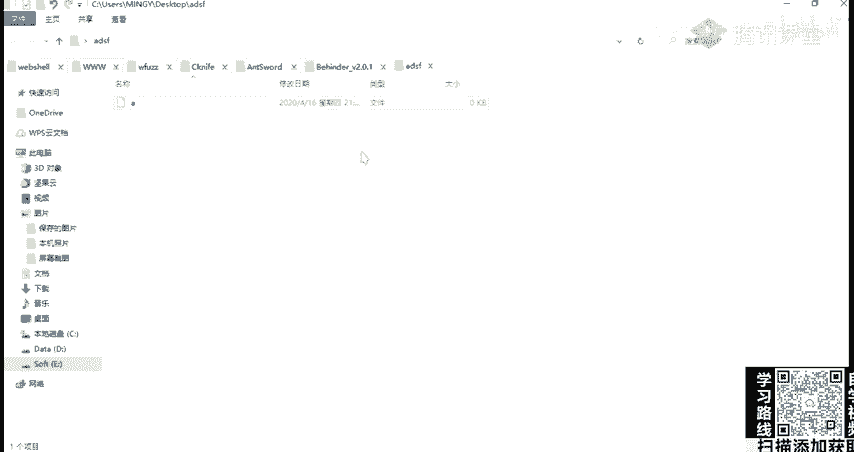 C:\Users\MINGY\Desktop\adsf
文件 主页 共享 查看
adsf
webshell WWW wfuzz Cknife AntSword Behinder_v2.0.1 adsf
名称 修改日期 类型 大小
a 2020/4/16 星期四 21:... 文件 0 KB
快速访问
OneDrive
WPS云文档
此电脑
3D 对象
坚果云
视频
图片
保存的图片
本机照片
屏幕截图
文档
下载
音乐
桌面
本地磁盘 (C:)
Data (D:)
Soft (E:)
网络
1 个项目
腾讯课堂
学习路线
扫描添加获取